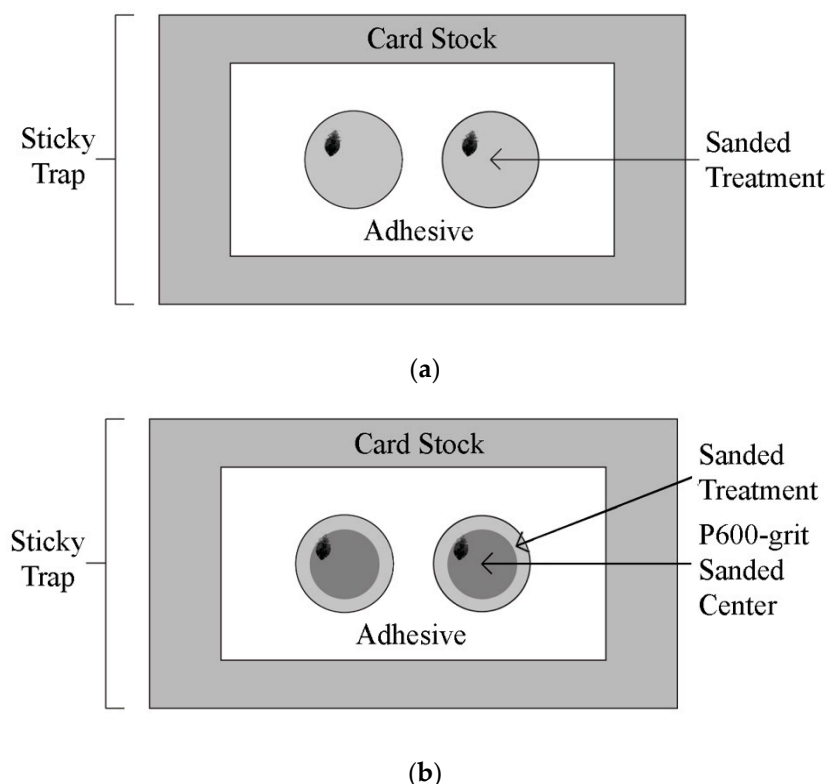 Card Stock
Sticky
Trap
Sanded
Treatment
Adhesive
(a)
Card Stock
Sanded
Treatment
P600-grit
Sanded
Center
Sticky
Trap
Adhesive
(b)